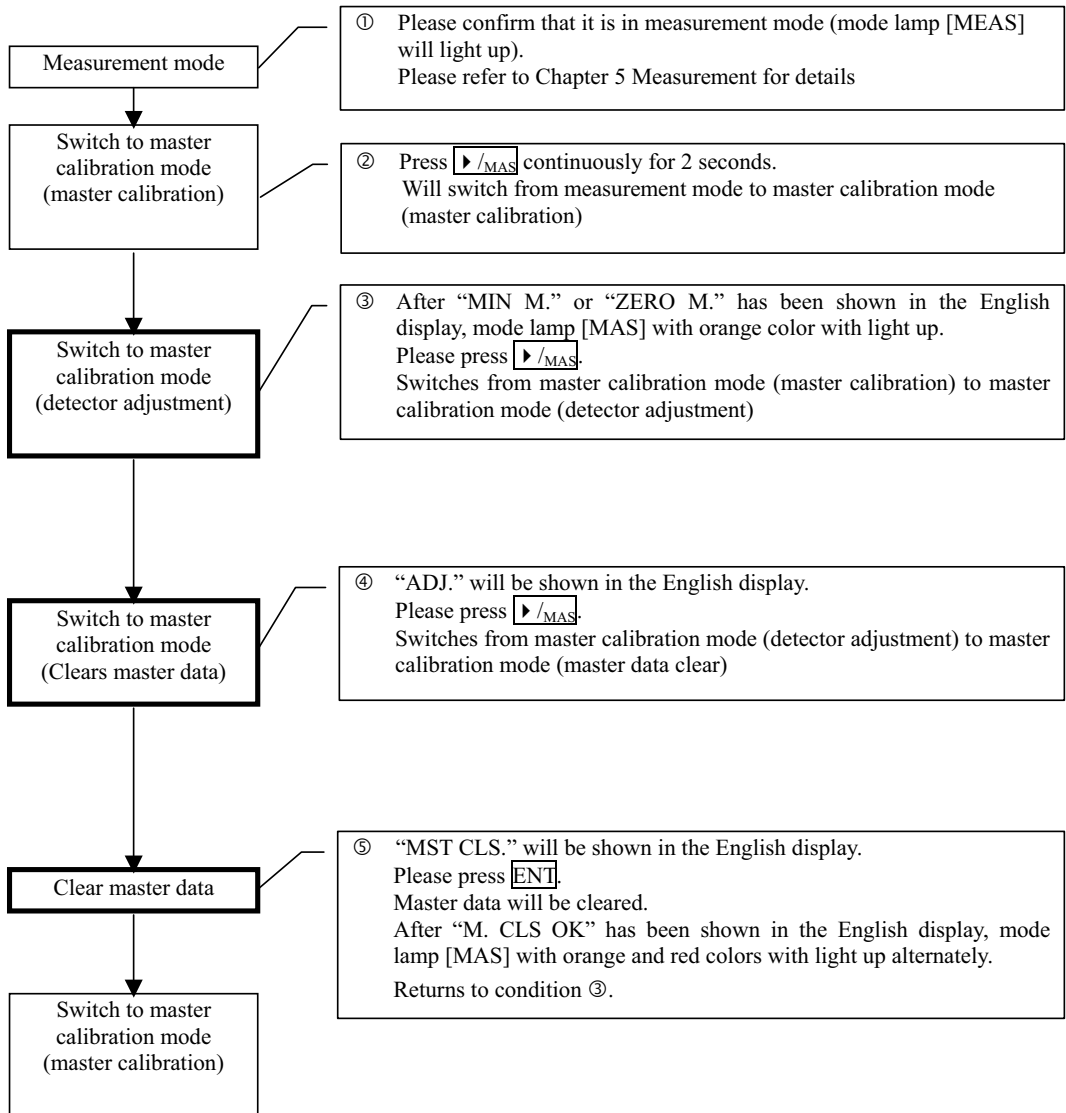 Measurement mode
① Please confirm that it is in measurement mode (mode lamp [MEAS]
will light up).
Please refer to Chapter 5 Measurement for details
Switch to master
calibration mode
(master calibration)
② Press ▶/MAS continuously for 2 seconds.
Will switch from measurement mode to master calibration mode
(master calibration)
Switch to master
calibration mode
(detector adjustment)
③ After “MIN M.” or “ZERO M.” has been shown in the English
display, mode lamp [MAS] with orange color with light up.
Please press ▶/MAS.
Switches from master calibration mode (master calibration) to master
calibration mode (detector adjustment)
Switch to master
calibration mode
(Clears master data)
④ “ADJ.” will be shown in the English display.
Please press ▶/MAS.
Switches from master calibration mode (detector adjustment) to master
calibration mode (master data clear)
Clear master data
⑤ “MST CLS.” will be shown in the English display.
Please press ENT.
Master data will be cleared.
After “M. CLS OK” has been shown in the English display, mode
lamp [MAS] with orange and red colors with light up alternately.
Returns to condition ③.
Switch to master
calibration mode
(master calibration)